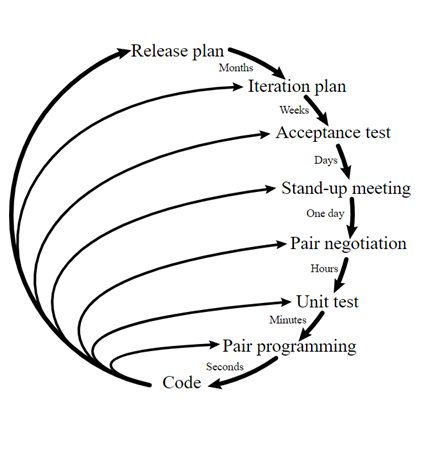 Release plan
Months
Iteration plan
Weeks
Acceptance test
Days
Stand-up meeting
One day
Pair negotiation
Hours
Unit test
Minutes
Pair programming
Seconds
Code